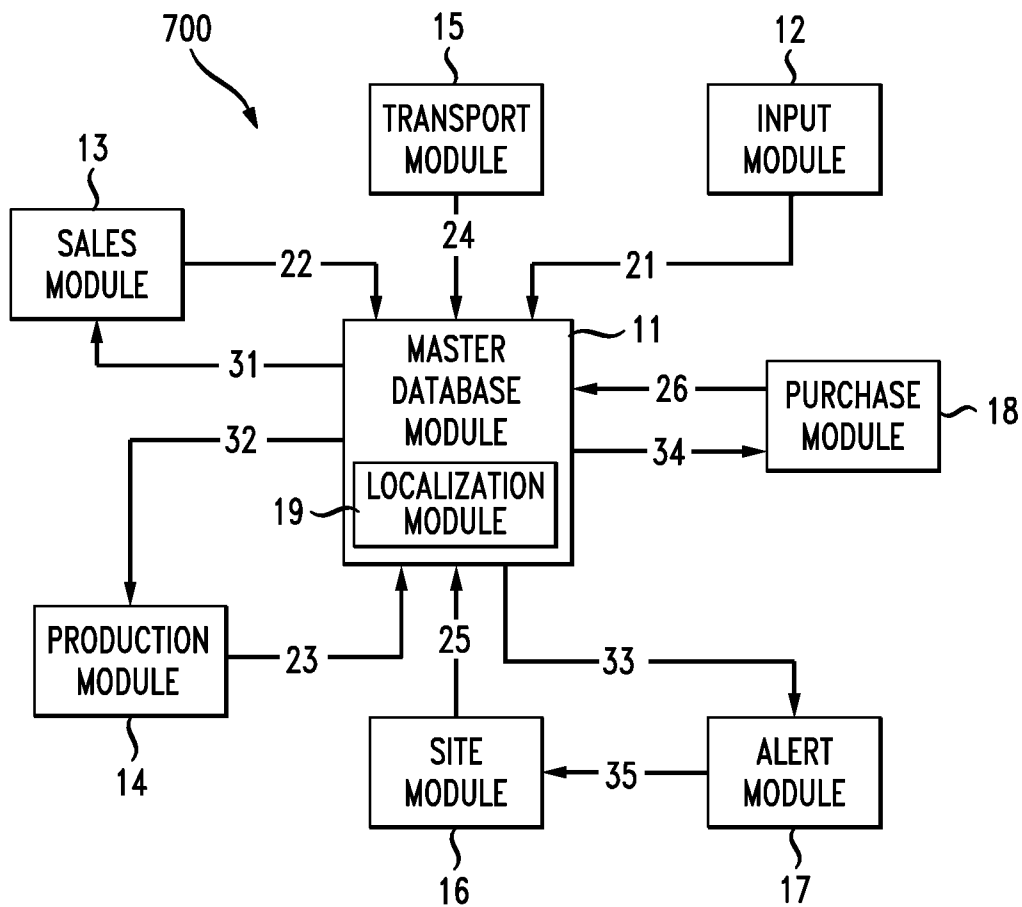 700
15
12
TRANSPORT
MODULE
INPUT
MODULE
13
SALES
MODULE
22
24
21
11
MASTER
DATABASE
MODULE
31
26
PURCHASE
MODULE
18
32
34
LOCALIZATION
MODULE
19
PRODUCTION
MODULE
14
23
25
33
SITE
MODULE
16
35
ALERT
MODULE
17